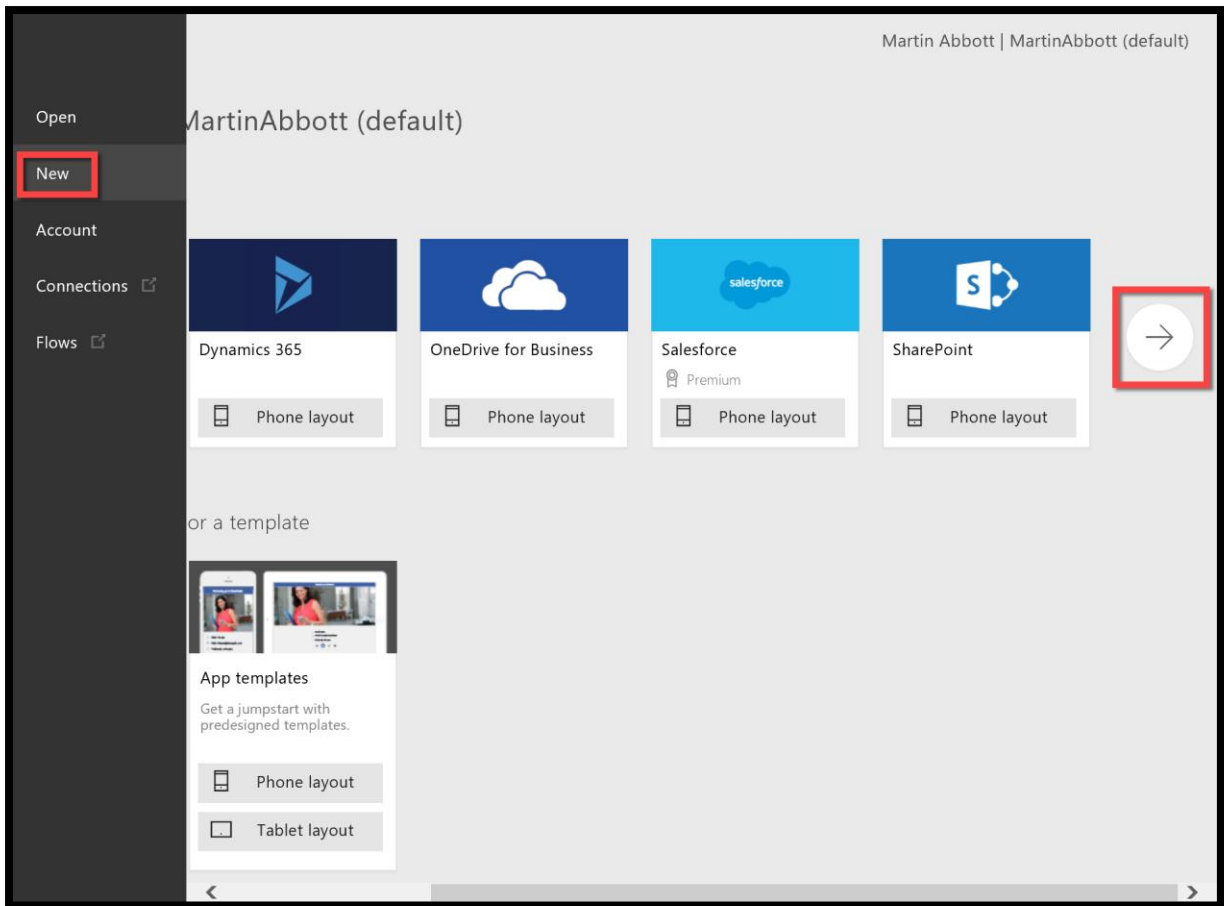 Martin Abbott | MartinAbbott (default)
Open
MartinAbbott (default)
New
Account
Connections
Flows
salesforce
S
Dynamics 365
OneDrive for Business
Salesforce
SharePoint
Premium
Phone layout
Phone layout
Phone layout
Phone layout
or a template
App templates
Get a jumpstart with
predesigned templates.
Phone layout
Tablet layout